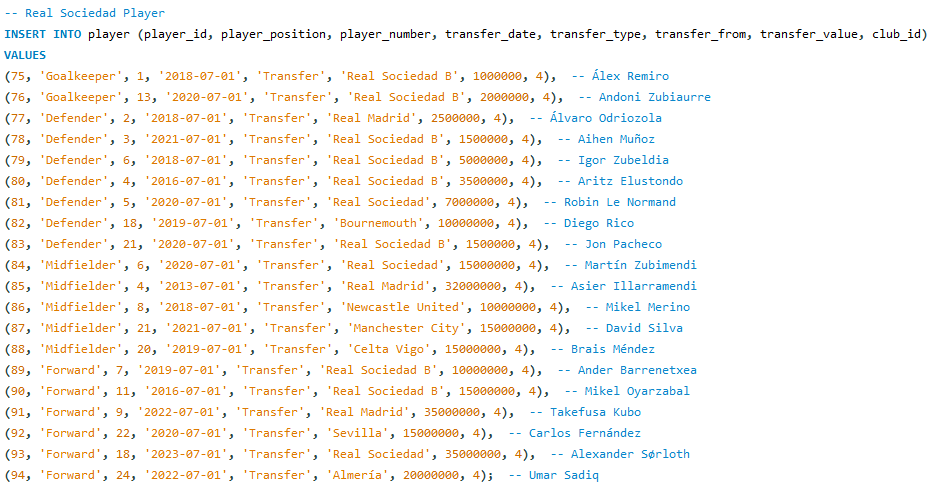 -- Real Sociedad Player
INSERT INTO player (player_id, player_position, player_number, transfer_date, transfer_type, transfer_from, transfer_value, club_id)
VALUES
(75, 'Goalkeeper', 1, '2018-07-01', 'Transfer', 'Real Sociedad B', 1000000, 4),  -- Álex Remiro
(76, 'Goalkeeper', 13, '2020-07-01', 'Transfer', 'Real Sociedad B', 2000000, 4),  -- Andoni Zubiaurre
(77, 'Defender', 2, '2018-07-01', 'Transfer', 'Real Madrid', 2500000, 4),  -- Álvaro Odriozola
(78, 'Defender', 3, '2021-07-01', 'Transfer', 'Real Sociedad B', 1500000, 4),  -- Aihen Muñoz
(79, 'Defender', 6, '2018-07-01', 'Transfer', 'Real Sociedad B', 5000000, 4),  -- Igor Zubeldia
(80, 'Defender', 4, '2016-07-01', 'Transfer', 'Real Sociedad B', 3500000, 4),  -- Aritz Elustondo
(81, 'Defender', 5, '2020-07-01', 'Transfer', 'Real Sociedad', 7000000, 4),  -- Robin Le Normand
(82, 'Defender', 18, '2019-07-01', 'Transfer', 'Bournemouth', 10000000, 4),  -- Diego Rico
(83, 'Defender', 21, '2020-07-01', 'Transfer', 'Real Sociedad B', 1500000, 4),  -- Jon Pacheco
(84, 'Midfielder', 6, '2020-07-01', 'Transfer', 'Real Sociedad', 15000000, 4),  -- Martín Zubimendi
(85, 'Midfielder', 4, '2013-07-01', 'Transfer', 'Real Madrid', 32000000, 4),  -- Asier Illarramendi
(86, 'Midfielder', 8, '2018-07-01', 'Transfer', 'Newcastle United', 10000000, 4),  -- Mikel Merino
(87, 'Midfielder', 21, '2021-07-01', 'Transfer', 'Manchester City', 15000000, 4),  -- David Silva
(88, 'Midfielder', 20, '2019-07-01', 'Transfer', 'Celta Vigo', 15000000, 4),  -- Brais Méndez
(89, 'Forward', 7, '2019-07-01', 'Transfer', 'Real Sociedad B', 10000000, 4),  -- Ander Barrenetxea
(90, 'Forward', 11, '2016-07-01', 'Transfer', 'Real Sociedad B', 15000000, 4),  -- Mikel Oyarzabal
(91, 'Forward', 9, '2022-07-01', 'Transfer', 'Real Madrid', 35000000, 4),  -- Takefusa Kubo
(92, 'Forward', 22, '2020-07-01', 'Transfer', 'Sevilla', 15000000, 4),  -- Carlos Fernández
(93, 'Forward', 18, '2023-07-01', 'Transfer', 'Real Sociedad', 35000000, 4),  -- Alexander Sørloth
(94, 'Forward', 24, '2022-07-01', 'Transfer', 'Almería', 20000000, 4);  -- Umar Sadiq